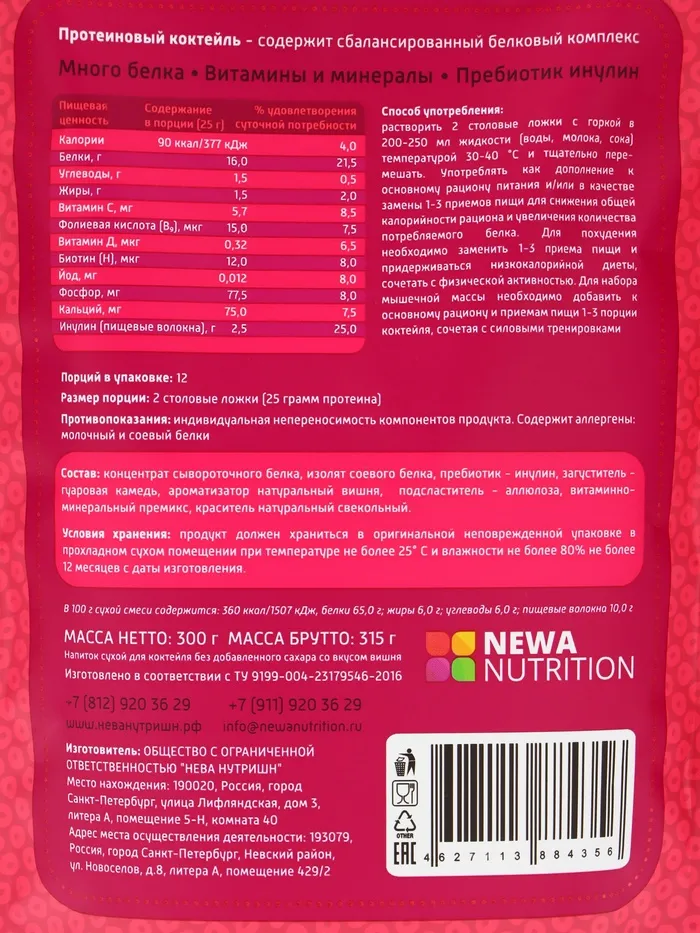 Протеиновый коктейль - содержит сбалансированный белковый комплекс
Много белка • Витамины и минералы • Пребиотик инулин
Пищевая ценность Содержание в порции (25 г) % удовлетворения суточной потребности
Калории 90 ккал/377 кДж 4,0
Белки, г 16,0 21,5
Углеводы, г 1,5 0,5
Жиры, г 1,5 2,0
Витамин С, мг 5,7 8,5
Фолиевая кислота (В₉), мкг 15,0 7,5
Витамин Д, мкг 0,32 6,5
Биотин (Н), мкг 12,0 8,0
Йод, мг 0,012 8,0
Фосфор, мг 77,5 8,0
Кальций, мг 75,0 7,5
Инулин (пищевые волокна), г 2,5 25,0
Способ употребления:
растворить 2 столовые ложки с горкой в
200-250 мл жидкости (воды, молока, сока)
температурой 30-40 °С и тщательно пере-
мешать. Употреблять как дополнение к
основному рациону питания и/или в качестве
замены 1-3 приемов пищи для снижения общей
калорийности рациона и увеличения количества
потребляемого белка. Для похудения
необходимо заменить 1-3 приема пищи и
придерживаться низкокалорийной диеты,
сочетать с физической активностью. Для набора
мышечной массы необходимо добавить к
основному рациону и приемам пищи 1-3 порции
коктейля, сочетая с силовыми тренировками
Порций в упаковке: 12
Размер порции: 2 столовые ложки (25 грамм протеина)
Противопоказания: индивидуальная непереносимость компонентов продукта. Содержит аллергены:
молочный и соевый белки
Состав: концентрат сывороточного белка, изолят соевого белка, пребиотик - инулин, загуститель -
гуаровая камедь, ароматизатор натуральный вишня, подсластитель - аллюлоза, витаминно-
минеральный премикс, краситель натуральный свекольный.
Условия хранения: продукт должен храниться в оригинальной неповрежденной упаковке в
прохладном сухом помещении при температуре не более 25° С и влажности не более 80% не более
12 месяцев с даты изготовления.
В 100 г сухой смеси содержится: 360 ккал/1507 кДж, белки 65,0 г; жиры 6,0 г; углеводы 6,0 г; пищевые волокна 10,0 г
МАССА НЕТТО: 300 г МАССА БРУТТО: 315 г
Напиток сухой для коктейля без добавленного сахара со вкусом вишня
Изготовлено в соответствии с ТУ 9199-004-23179546-2016
NEWA
NUTRITION
+7 (812) 920 36 29 +7 (911) 920 36 29
www.неванутришн.рф info@newanutrition.ru
Изготовитель: ОБЩЕСТВО С ОГРАНИЧЕННОЙ
ОТВЕТСТВЕННОСТЬЮ "НЕВА НУТРИШН"
Место нахождения: 190020, Россия, город
Санкт-Петербург, улица Лифляндская, дом 3,
литера А, помещение 5-Н, комната 40
Адрес места осуществления деятельности: 193079,
Россия, город Санкт-Петербург, Невский район,
ул. Новоселов, д.8, литера А, помещение 429/2
OTHER
ЕАС
4 627113 884356